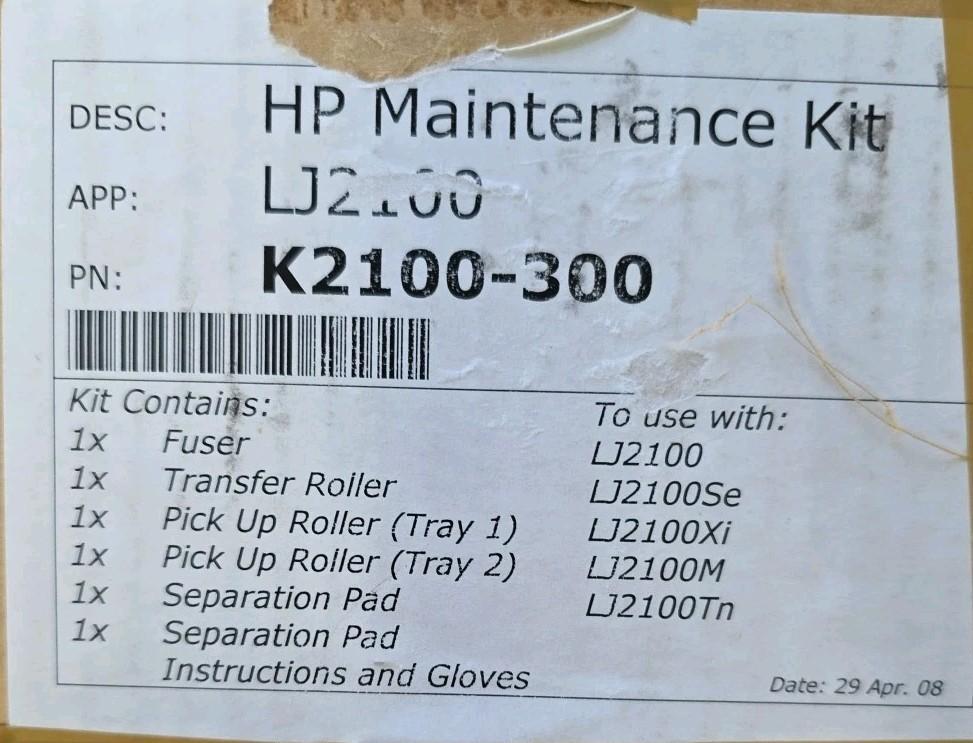 DESC: HP Maintenance Kit
APP: LJ2100
PN: K2100-300
Kit Contains:
1x Fuser
1x Transfer Roller
1x Pick Up Roller (Tray 1)
1x Pick Up Roller (Tray 2)
1x Separation Pad
1x Separation Pad
Instructions and Gloves
To use with:
LJ2100
LJ2100Se
LJ2100Xi
LJ2100M
LJ2100Tn
Date: 29 Apr. 08